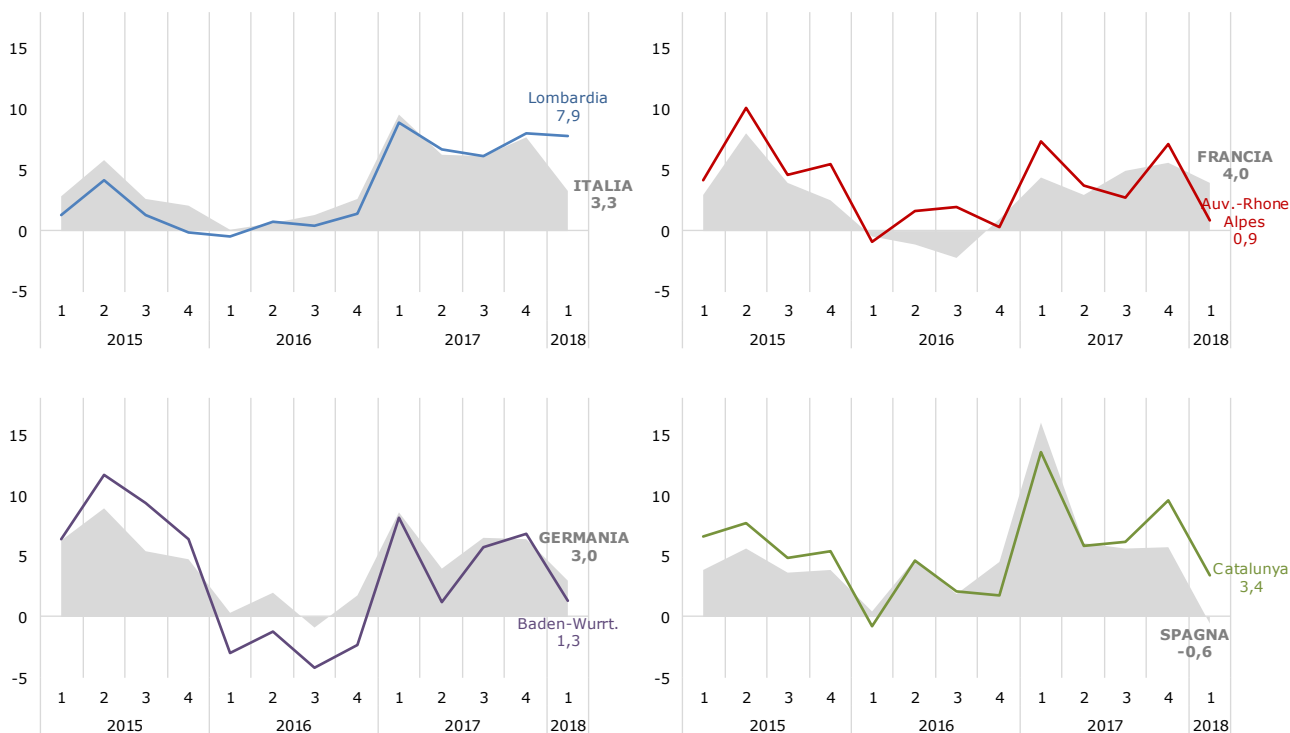 15
10
5
0
-5
Lombardia
7,9
ITALIA
3,3
1 2 3 4 1 2 3 4 1 2 3 4 1
2015 2016 2017 2018
15
10
5
0
-5
FRANCIA
4,0
Auv.-Rhone
Alpes
0,9
1 2 3 4 1 2 3 4 1 2 3 4 1
2015 2016 2017 2018
15
10
5
0
-5
GERMANIA
3,0
Baden-Wurrt.
1,3
1 2 3 4 1 2 3 4 1 2 3 4 1
2015 2016 2017 2018
15
10
5
0
-5
Catalunya
3,4
SPAGNA
-0,6
1 2 3 4 1 2 3 4 1 2 3 4 1
2015 2016 2017 2018